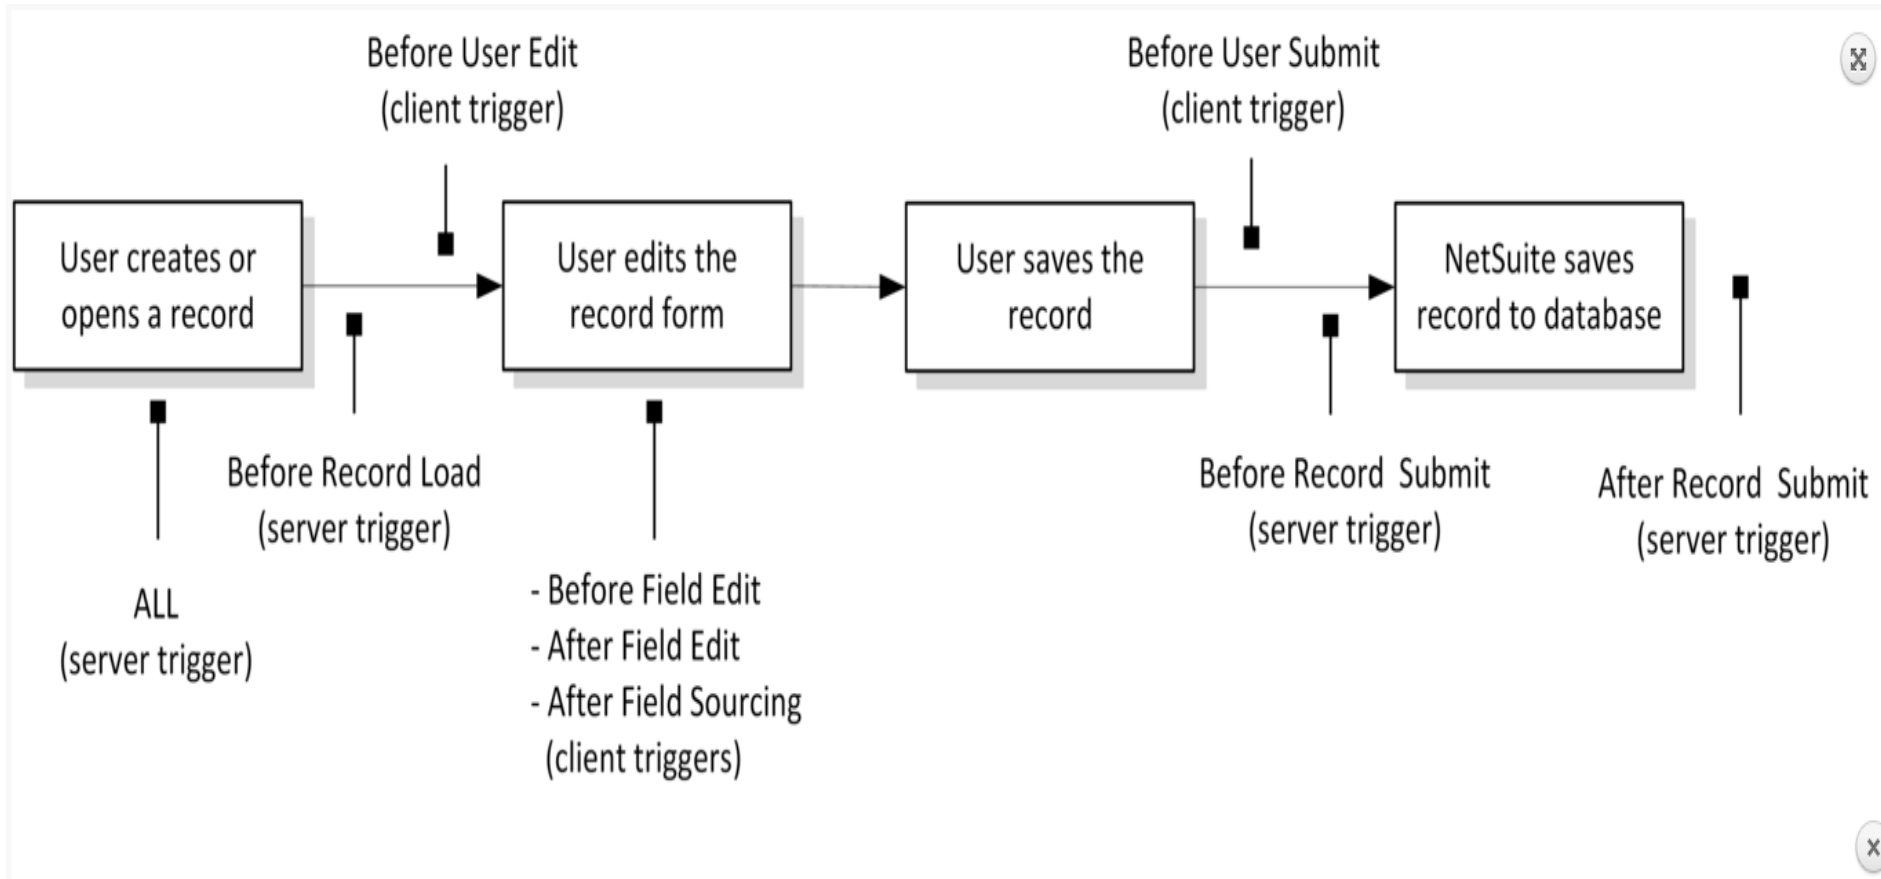 Before User Edit
(client trigger)
Before User Submit
(client trigger)
User creates or
opens a record
User edits the
record form
User saves the
record
NetSuite saves
record to database
Before Record Load
(server trigger)
Before Record  Submit
(server trigger)
After Record  Submit
(server trigger)
ALL
(server trigger)
- Before Field Edit
- After Field Edit
- After Field Sourcing
(client triggers)